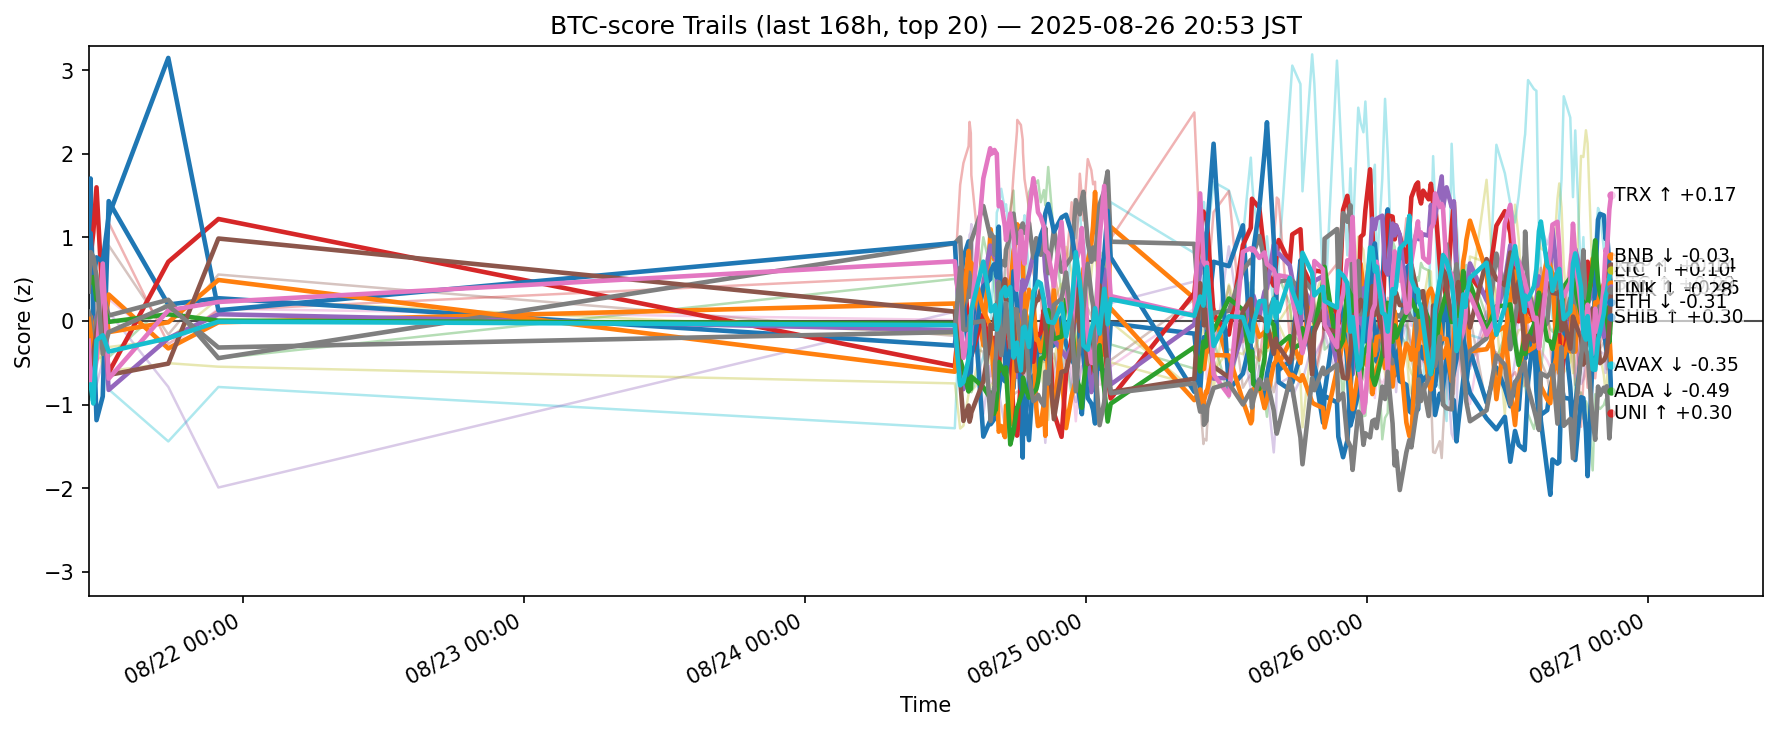 BTC-score Trails (last 168h, top 20) — 2025-08-26 20:53 JST
Score (z)
3
2
1
0
−1
−2
−3
TRX ↑ +0.17
BNB ↓ -0.03
LTC ↑ +0.10
LINK ↓ -0.28
ETH ↓ -0.31
SHIB ↑ +0.30
AVAX ↓ -0.35
ADA ↓ -0.49
UNI ↑ +0.30
08/22 00:00
08/23 00:00
08/24 00:00
08/25 00:00
08/26 00:00
08/27 00:00
Time